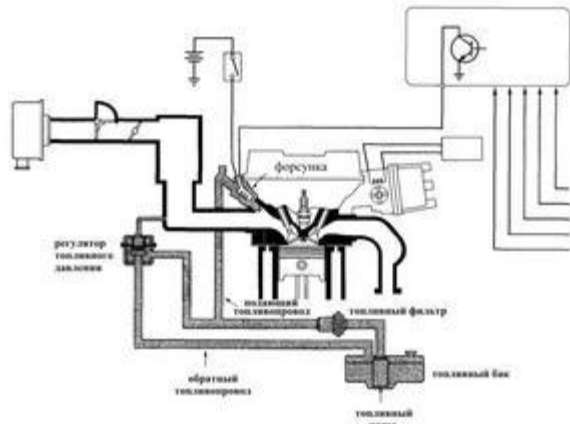 форсунка
регулятор
топливного
давления
подающий
топливопровод
топливный фильтр
обратный
топливопровод
топливный бак
топливный